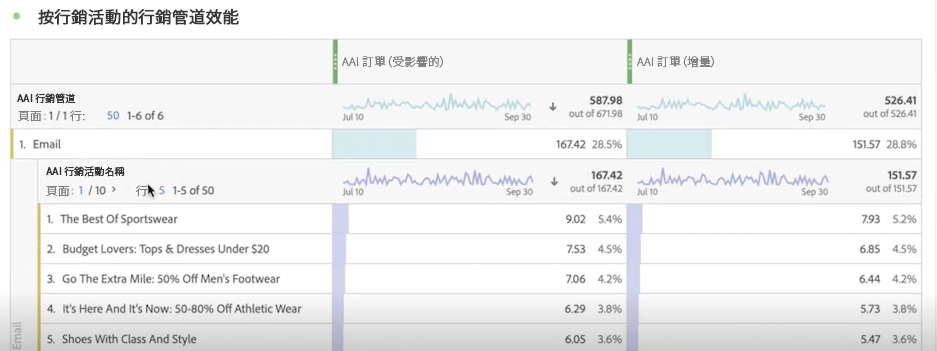 按行銷活動的行銷管道效能
AAI 訂單 (受影響的) AAI 訂單 (增量)
AAI 行銷管道
頁面: 1 / 1 行: 50 1-6 of 6
Jul 10 Sep 30 587.98 out of 671.98
Jul 10 Sep 30 526.41 out of 526.41
1. Email 167.42 28.5% 151.57 28.8%
AAI 行銷活動名稱
頁面: 1 / 10 > 行: 5 1-5 of 50
Jul 10 Sep 30 167.42 out of 167.42
Jul 10 Sep 30 151.57 out of 151.57
1. The Best Of Sportswear 9.02 5.4% 7.93 5.2%
2. Budget Lovers: Tops & Dresses Under $20 7.53 4.5% 6.85 4.5%
3. Go The Extra Mile: 50% Off Men's Footwear 7.06 4.2% 6.44 4.2%
4. It's Here And It's Now: 50-80% Off Athletic Wear 6.29 3.8% 5.73 3.8%
5. Shoes With Class And Style 6.05 3.6% 5.47 3.6%
Email